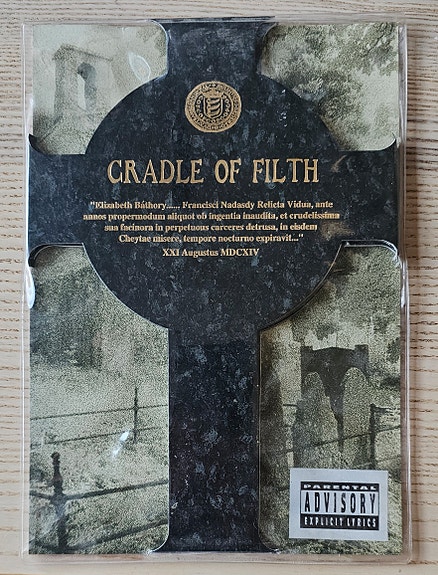 CRADLE OF FILTH
"Elizabeth Báthory...... Francisci Nadasdy Relicta Vidua, ante
annos propermodum aliquot ob ingentia inaudita, et crudelissima
sua facinora in perpetuos carceres detrusa, in eisdem
Cheytae misere, tempore nocturno expiravit..."
XXI Augustus MDCXIV
PARENTAL
ADVISORY
EXPLICIT LYRICS